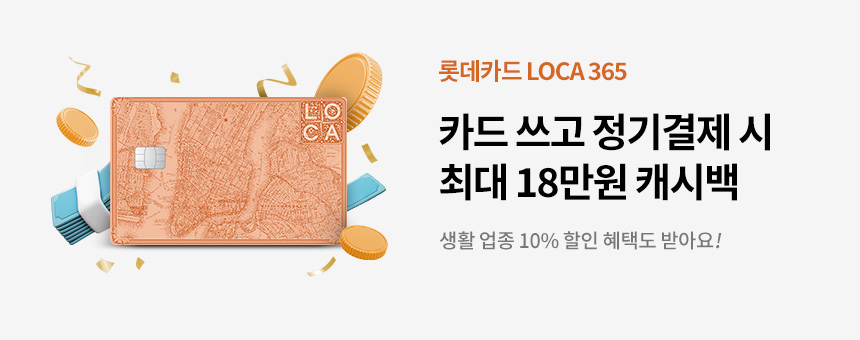 LO
CA
롯데카드 LOCA 365
카드 쓰고 정기결제 시
최대 18만원 캐시백
생활 업종 10% 할인 혜택도 받아요!